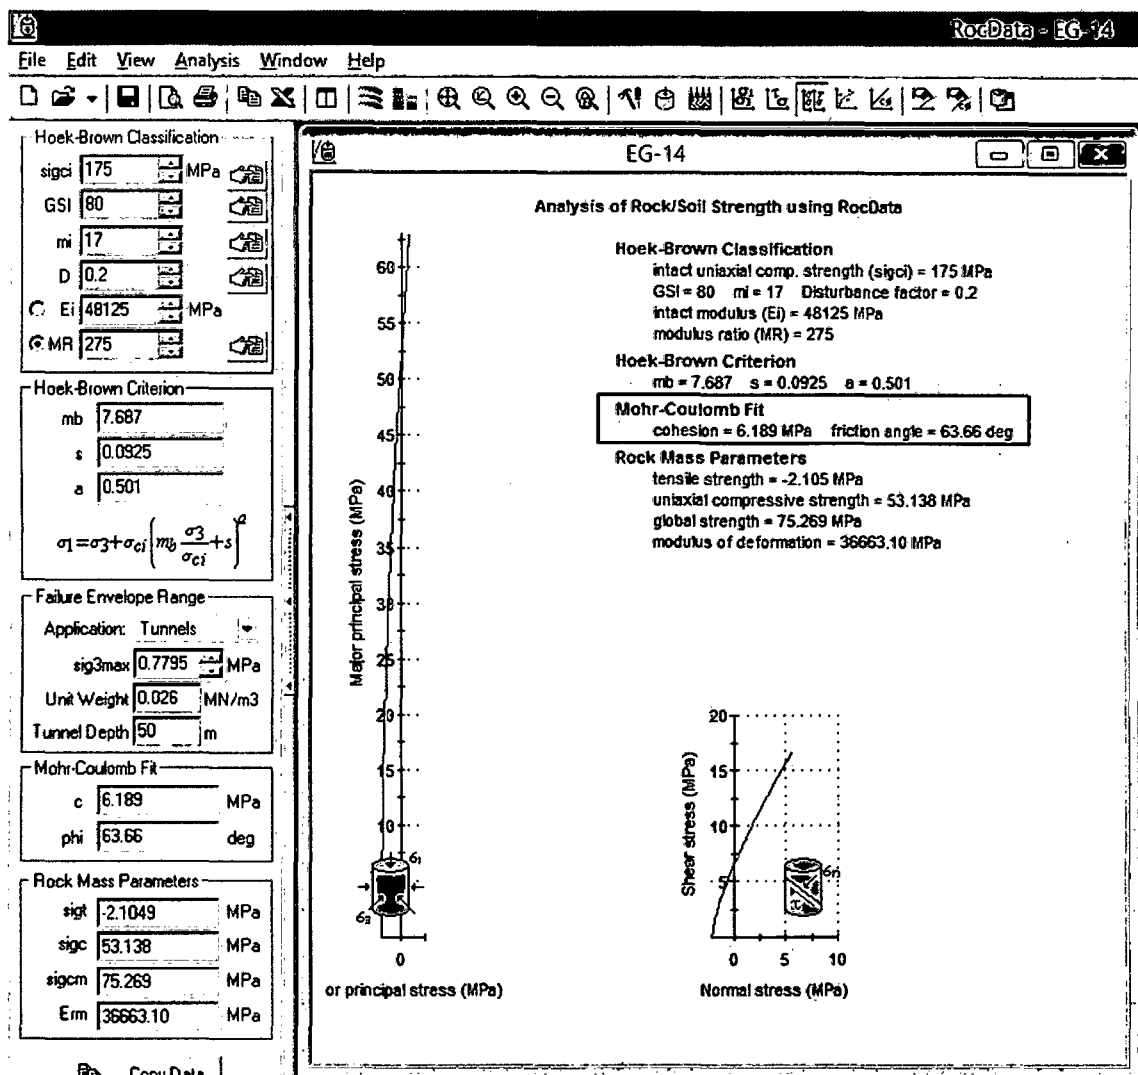 RocData - EG-14
File Edit View Analysis Window Help
Hoek-Brown Classification
sigci 175 MPa
GSI 80
mi 17
D 0.2
Ei 48125 MPa
MR 275
Hoek-Brown Criterion
mb 7.687
s 0.0925
a 0.501
σ1=σ3+σci(mb σ3/σci+s)^a
Failure Envelope Range
Application: Tunnels
sig3max 0.7795 MPa
Unit Weight 0.026 MN/m3
Tunnel Depth 50 m
Mohr-Coulomb Fit
c 6.189 MPa
phi 63.66 deg
Rock Mass Parameters
sigt -2.1049 MPa
sigc 53.138 MPa
sigcm 75.269 MPa
Erm 36663.10 MPa
Copy Data
EG-14
Analysis of Rock/Soil Strength using RocData
Hoek-Brown Classification
intact uniaxial comp. strength (sigci) = 175 MPa
GSI = 80 mi = 17 Disturbance factor = 0.2
intact modulus (Ei) = 48125 MPa
modulus ratio (MR) = 275
Hoek-Brown Criterion
mb = 7.687 s = 0.0925 a = 0.501
Mohr-Coulomb Fit
cohesion = 6.189 MPa friction angle = 63.66 deg
Rock Mass Parameters
tensile strength = -2.105 MPa
uniaxial compressive strength = 53.138 MPa
global strength = 75.269 MPa
modulus of deformation = 36663.10 MPa
Major principal stress (MPa)
60
55
50
45
40
35
30
25
20
15
10
σ1
σ3
0
or principal stress (MPa)
Shear stress (MPa)
20
15
10
5
σn
τ
0 5 10
Normal stress (MPa)